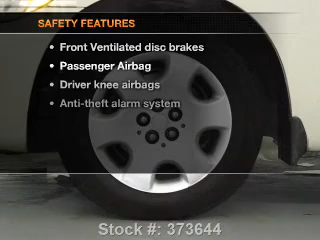 SAFETY FEATURES
• Front Ventilated disc brakes
• Passenger Airbag
• Driver knee airbags
• Anti-theft alarm system
Stock #: 373644